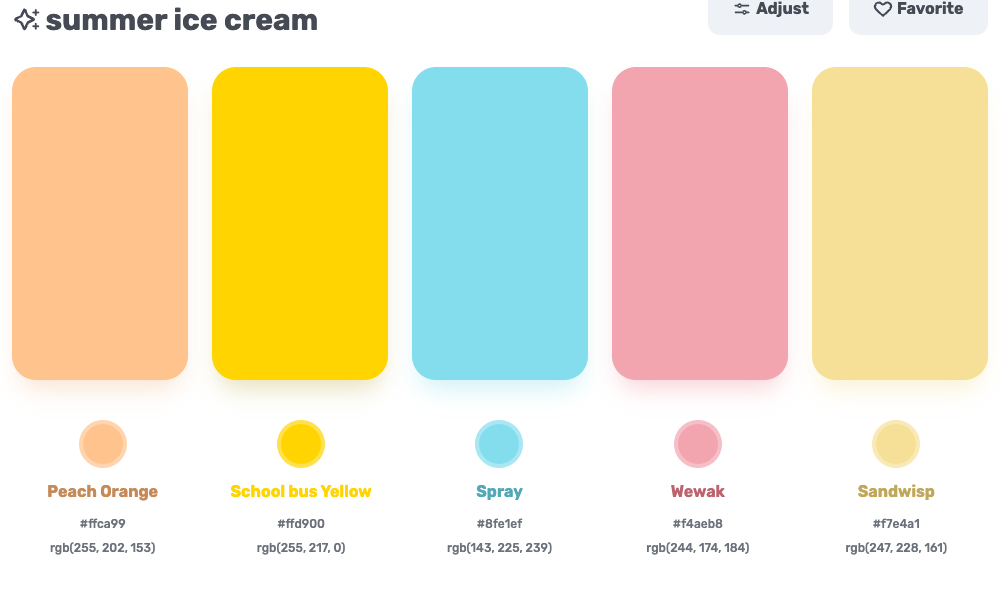 summer ice cream
Adjust
Favorite
Peach Orange
School bus Yellow
Spray
Wewak
Sandwisp
#ffca99
#ffd900
#8fe1ef
#f4aeb8
#f7e4a1
rgb(255, 202, 153)
rgb(255, 217, 0)
rgb(143, 225, 239)
rgb(244, 174, 184)
rgb(247, 228, 161)